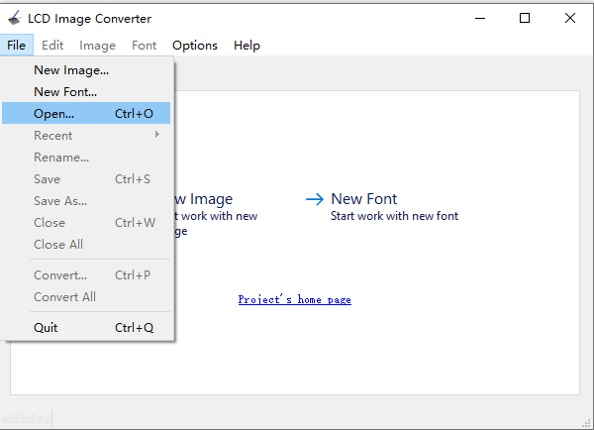 LCD Image Converter
File Edit Image Font Options Help
New Image...
New Font...
Open... Ctrl+O
Recent
Rename...
Save Ctrl+S
Save As...
Close Ctrl+W
Close All
Convert... Ctrl+P
Convert All
Quit Ctrl+Q
w Image
t work with new
ge
New Font
Start work with new font
Project's home page
466b2e2